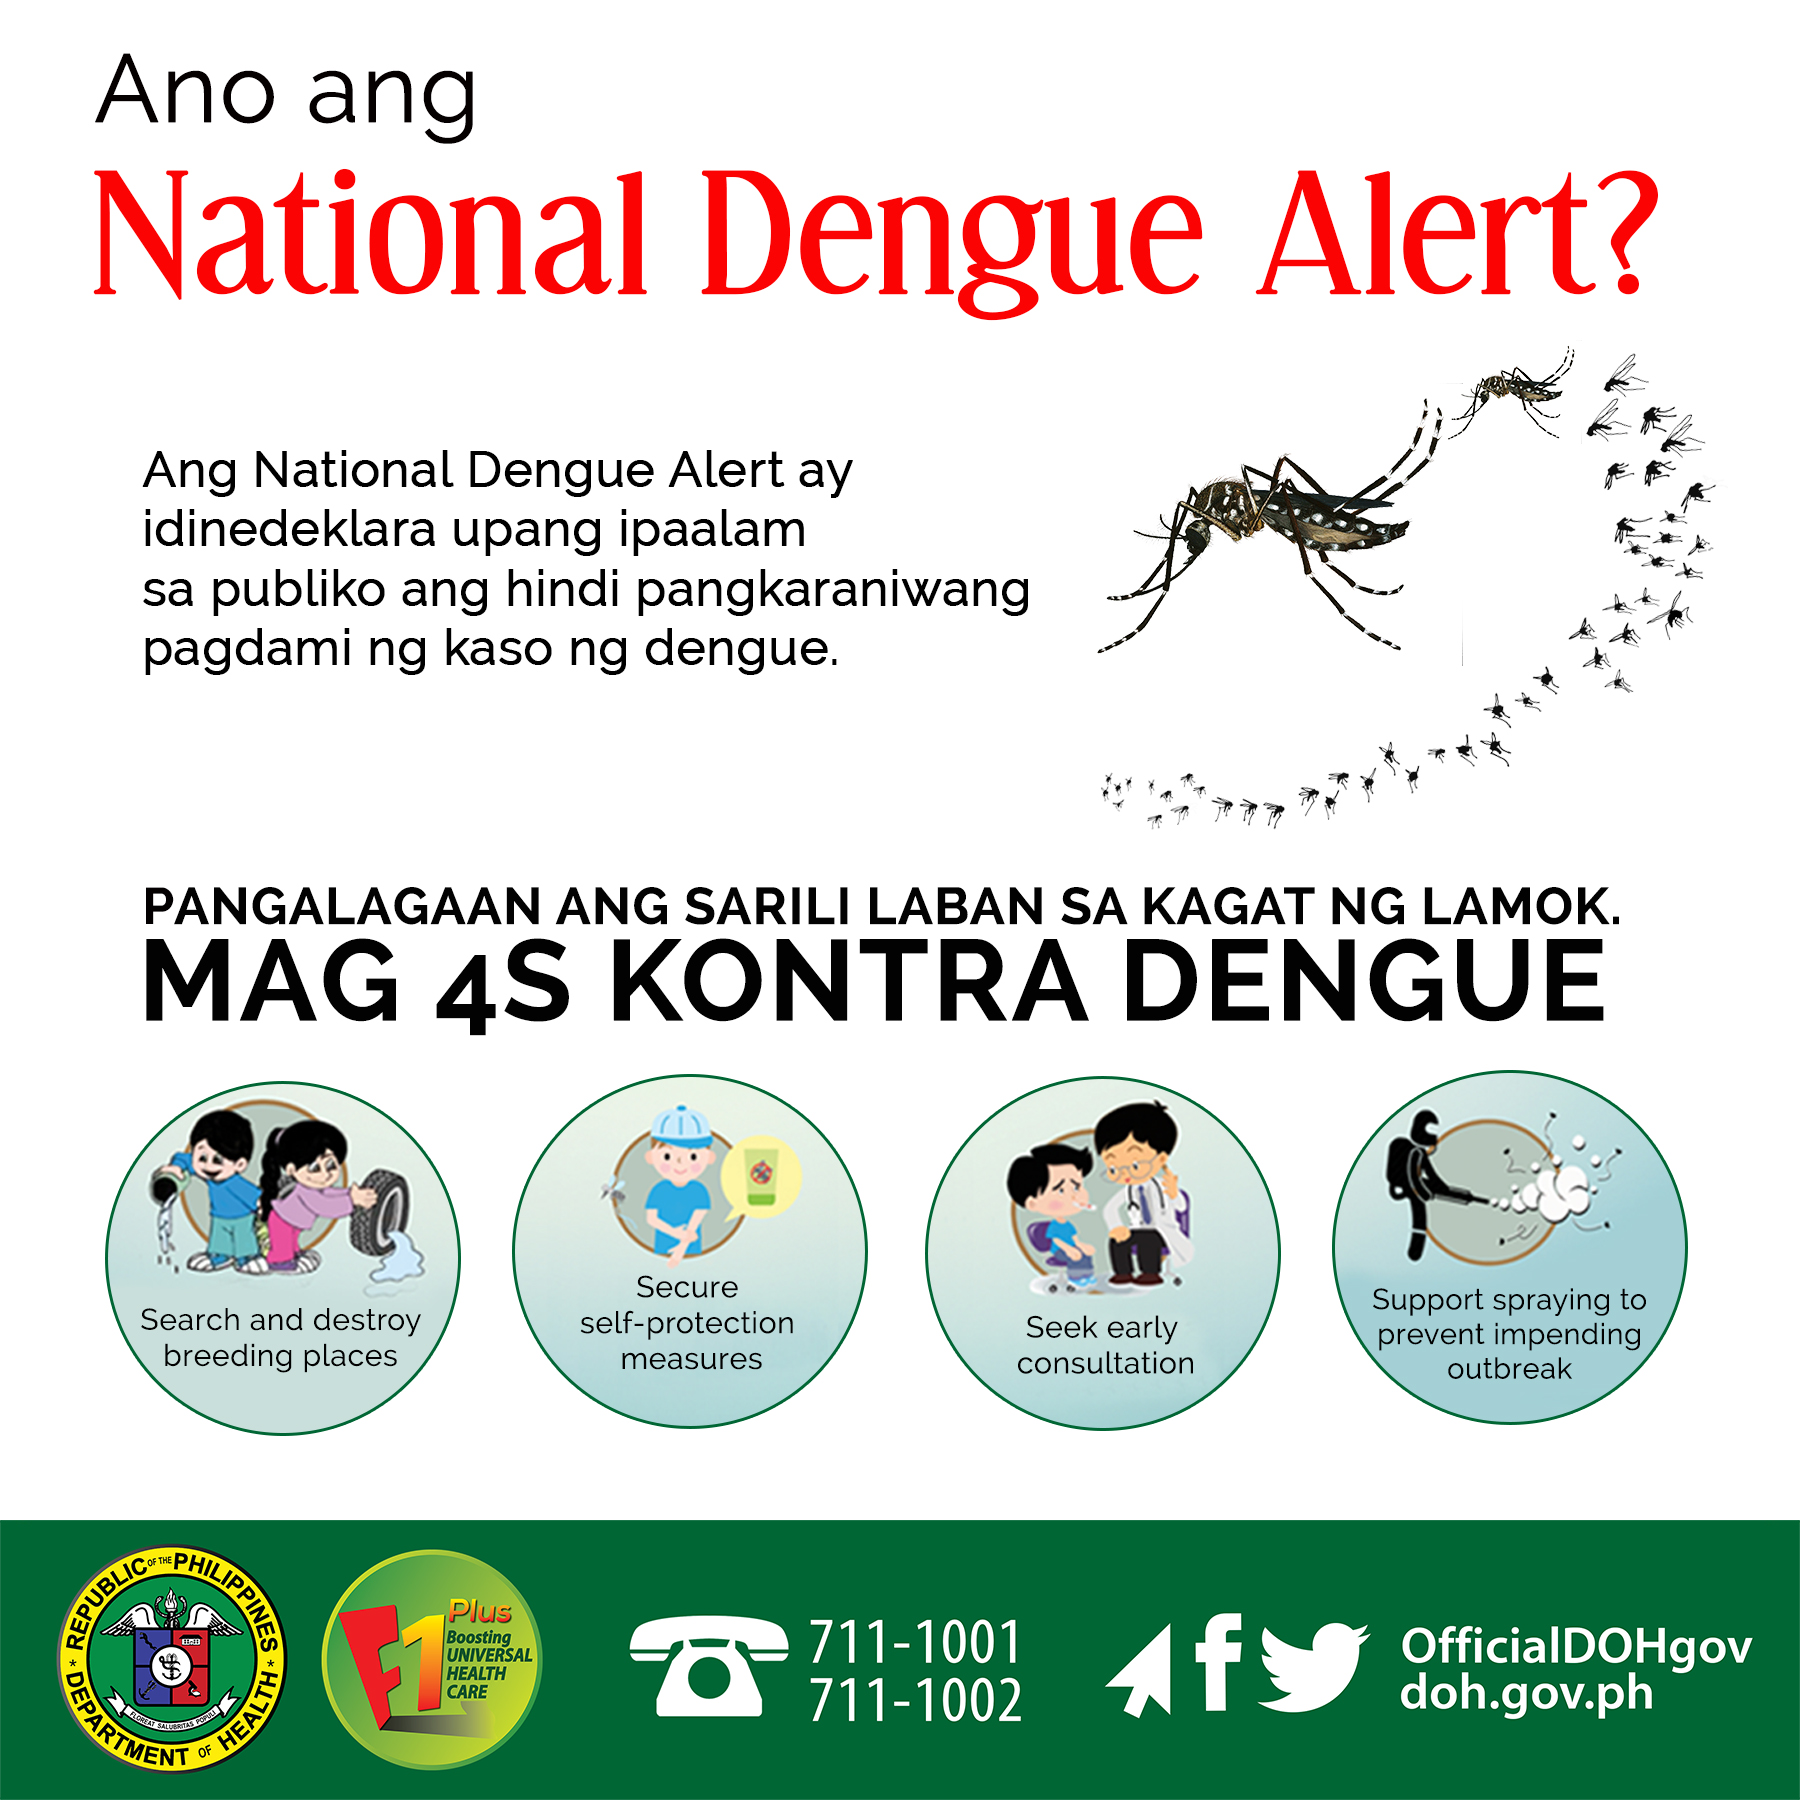 Ano ang
National Dengue Alert?
Ang National Dengue Alert ay
idinedeklara upang ipaalam
sa publiko ang hindi pangkaraniwang
pagdami ng kaso ng dengue.
PANGALAGAAN ANG SARILI LABAN SA KAGAT NG LAMOK.
MAG 4S KONTRA DENGUE
Search and destroy
breeding places
Secure
self-protection
measures
Seek early
consultation
Support spraying to
prevent impending
outbreak
REPUBLIC OF THE PHILIPPINES
DEPARTMENT OF HEALTH
FLOREAT SALUBRITAS POPULI
F1 Plus
Boosting
UNIVERSAL
HEALTH
CARE
711-1001
711-1002
OfficialDOHgov
doh.gov.ph